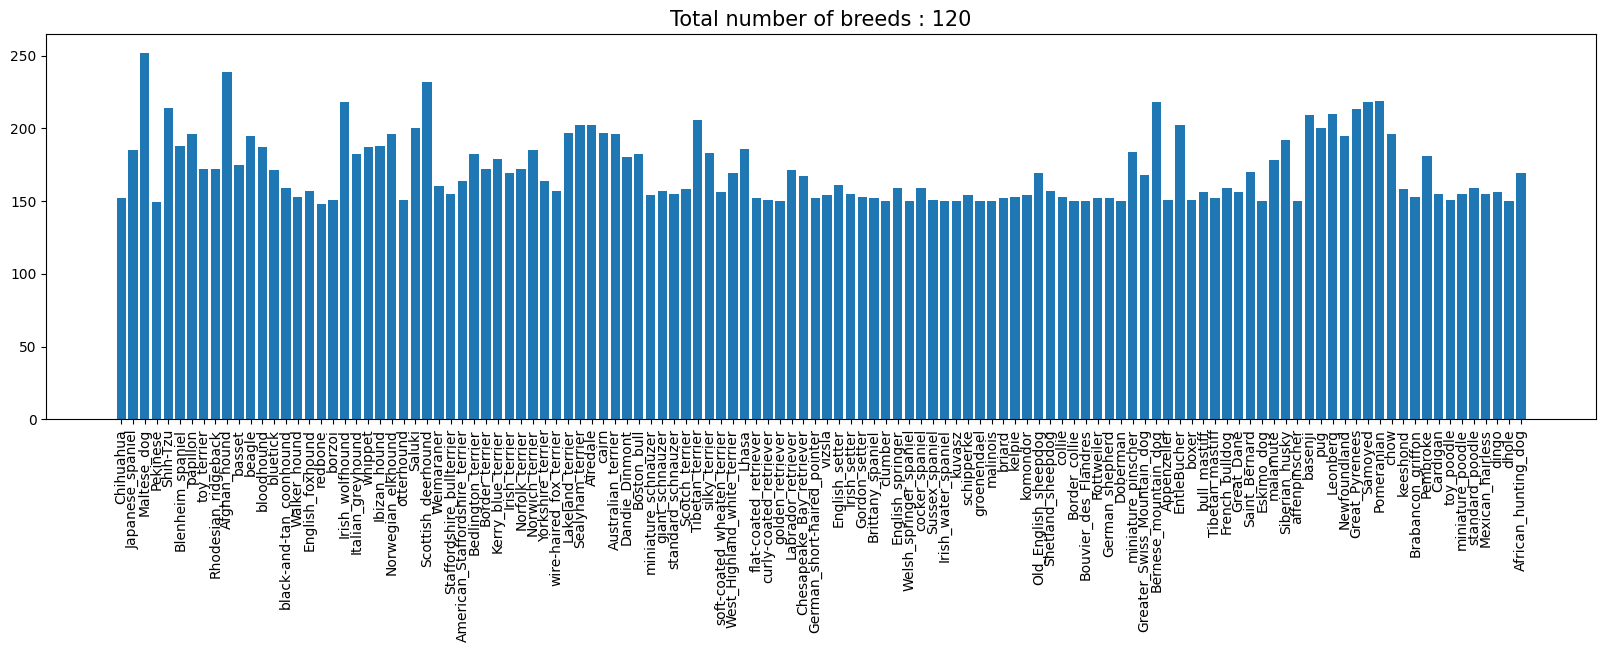 Total number of breeds : 120
250
200
150
100
50
0
Chihuahua
Japanese_spaniel
Maltese_dog
Pekinese
Shih-Tzu
Blenheim_spaniel
papillon
toy_terrier
Rhodesian_ridgeback
Afghan_hound
basset
beagle
bloodhound
bluetick
black-and-tan_coonhound
Walker_hound
English_foxhound
redbone
borzoi
Irish_wolfhound
Italian_greyhound
whippet
Ibizan_hound
Norwegian_elkhound
otterhound
Saluki
Scottish_deerhound
Weimaraner
Staffordshire_bullterrier
American_Staffordshire_terrier
Bedlington_terrier
Border_terrier
Kerry_blue_terrier
Irish_terrier
Norfolk_terrier
Norwich_terrier
Yorkshire_terrier
wire-haired_fox_terrier
Lakeland_terrier
Sealyham_terrier
Airedale
cairn
Australian_terrier
Dandie_Dinmont
Boston_bull
miniature_schnauzer
giant_schnauzer
standard_schnauzer
Scotch_terrier
Tibetan_terrier
silky_terrier
soft-coated_wheaten_terrier
West_Highland_white_terrier
Lhasa
flat-coated_retriever
curly-coated_retriever
golden_retriever
Labrador_retriever
Chesapeake_Bay_retriever
German_short-haired_pointer
vizsla
English_setter
Irish_setter
Gordon_setter
Brittany_spaniel
clumber
English_springer
Welsh_springer_spaniel
cocker_spaniel
Sussex_spaniel
Irish_water_spaniel
kuvasz
schipperke
groenendael
malinois
briard
kelpie
komondor
Old_English_sheepdog
Shetland_sheepdog
collie
Border_collie
Bouvier_des_Flandres
Rottweiler
German_shepherd
Doberman
miniature_pinscher
Greater_Swiss_Mountain_dog
Bernese_mountain_dog
Appenzeller
EntleBucher
boxer
bull_mastiff
Tibetan_mastiff
French_bulldog
Great_Dane
Saint_Bernard
Eskimo_dog
malamute
Siberian_husky
affenpinscher
basenji
pug
Leonberg
Newfoundland
Great_Pyrenees
Samoyed
Pomeranian
chow
keeshond
Brabancon_griffon
Pembroke
Cardigan
toy_poodle
miniature_poodle
standard_poodle
Mexican_hairless
dingo
dhole
African_hunting_dog